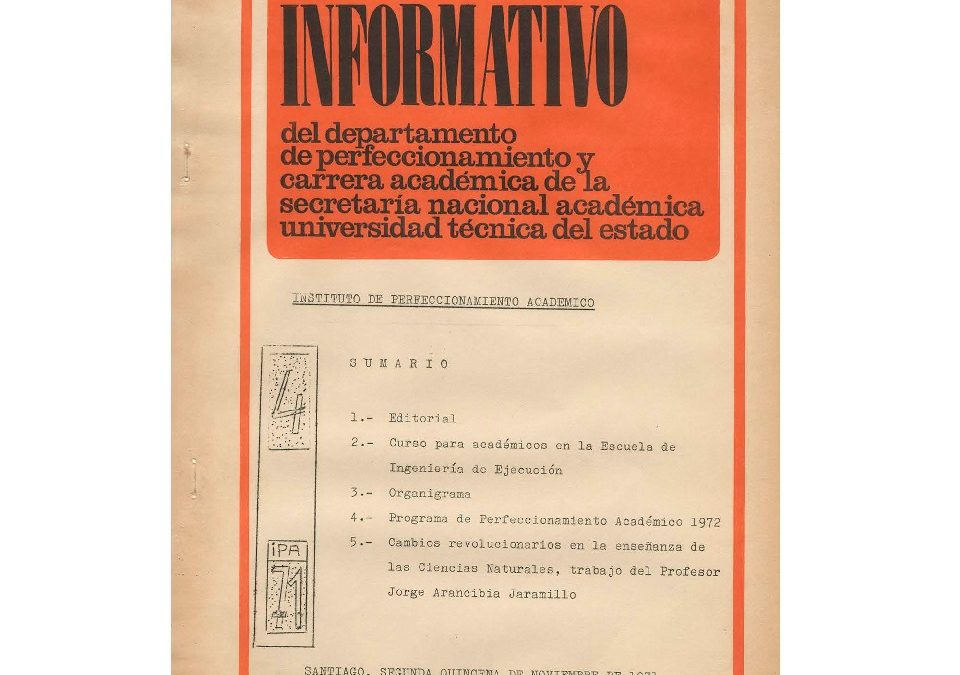 INFORMATIVO
del departamento
de perfeccionamiento y
carrera académica de la
secretaría nacional académica
universidad técnica del estado
INSTITUTO DE PERFECCIONAMIENTO ACADEMICO
4
S U M A R I O
1.- Editorial
2.- Curso para académicos en la Escuela de
Ingeniería de Ejecución
3.- Organigrama
4.- Programa de Perfeccionamiento Académico 1972
5.- Cambios revolucionarios en la enseñanza de
las Ciencias Naturales, trabajo del Profesor
Jorge Arancibia Jaramillo
iPA
71
SANTIAGO, SEGUNDA QUINCENA DE NOVIEMBRE DE 1971